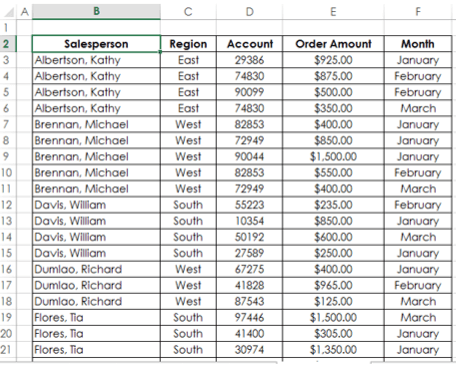 A B C D E F
1
2 Salesperson Region Account Order Amount Month
3 Albertson, Kathy East 29386 $925.00 January
4 Albertson, Kathy East 74830 $875.00 February
5 Albertson, Kathy East 90099 $500.00 February
6 Albertson, Kathy East 74830 $350.00 March
7 Brennan, Michael West 82853 $400.00 January
8 Brennan, Michael West 72949 $850.00 January
9 Brennan, Michael West 90044 $1,500.00 January
10 Brennan, Michael West 82853 $550.00 February
11 Brennan, Michael West 72949 $400.00 March
12 Davis, William South 55223 $235.00 February
13 Davis, William South 10354 $850.00 January
14 Davis, William South 50192 $600.00 March
15 Davis, William South 27589 $250.00 January
16 Dumlao, Richard West 67275 $400.00 January
17 Dumlao, Richard West 41828 $965.00 February
18 Dumlao, Richard West 87543 $125.00 March
19 Flores, Tia South 97446 $1,500.00 March
20 Flores, Tia South 41400 $305.00 January
21 Flores, Tia South 30974 $1,350.00 January